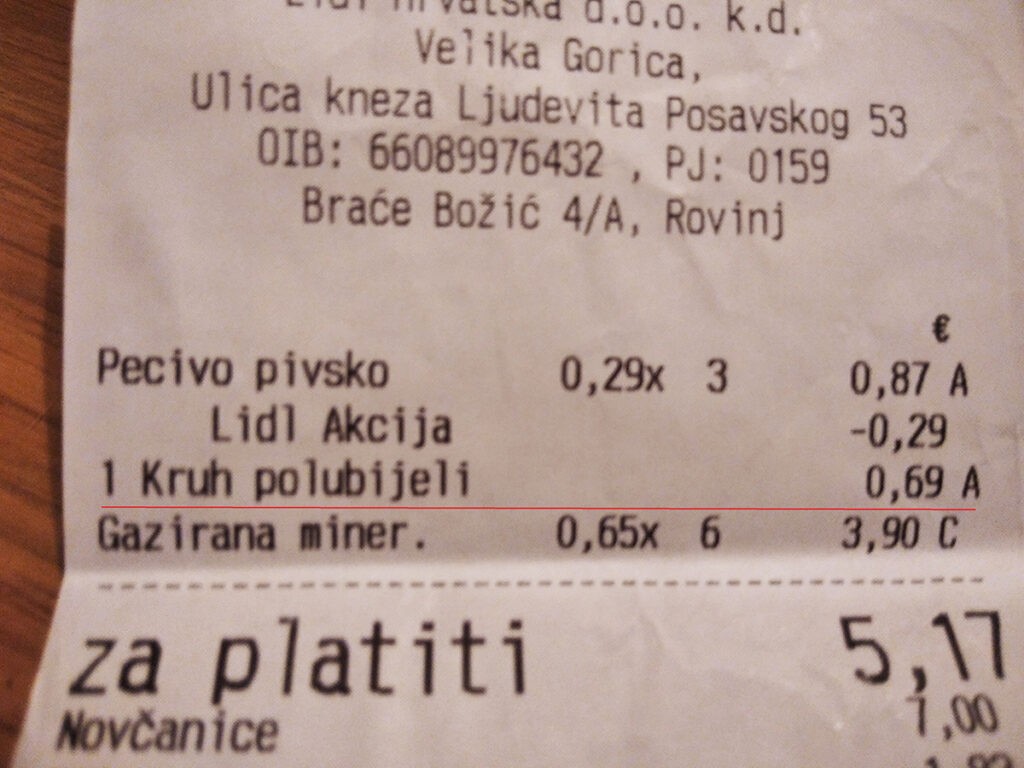 Lidl Hrvatska d.o.o. k.d.
Velika Gorica,
Ulica kneza Ljudevita Posavskog 53
OIB: 66089976432 , PJ: 0159
Braće Božić 4/A, Rovinj
€
Pecivo pivsko 0,29x 3 0,87 A
Lidl Akcija -0,29
1 Kruh polubijeli 0,69 A
Gazirana miner. 0,65x 6 3,90 C
za platiti 5,17
Novčanice 7,00